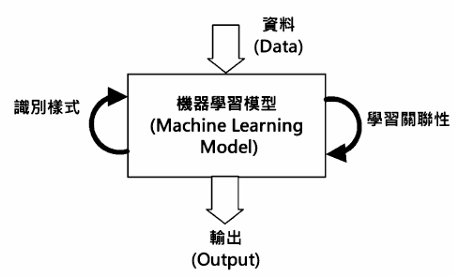 資料
(Data)
識別樣式
機器學習模型
(Machine Learning
Model)
學習關聯性
輸出
(Output)